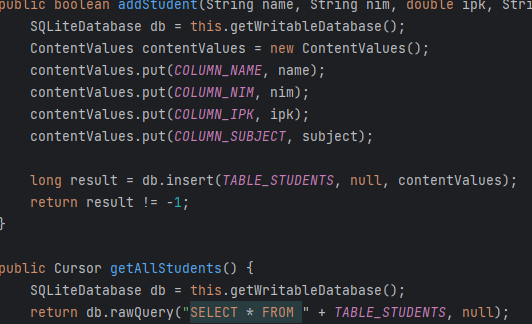 public boolean addStudent(String name, String nim, double ipk,
    SQLiteDatabase db = this.getWritableDatabase();
    ContentValues contentValues = new ContentValues();
    contentValues.put(COLUMN_NAME, name);
    contentValues.put(COLUMN_NIM, nim);
    contentValues.put(COLUMN_IPK, ipk);
    contentValues.put(COLUMN_SUBJECT, subject);
    long result = db.insert(TABLE_STUDENTS, null, contentValues);
    return result != -1;
}
public Cursor getAllStudents() {
    SQLiteDatabase db = this.getWritableDatabase();
    return db.rawQuery("SELECT * FROM " + TABLE_STUDENTS, null);